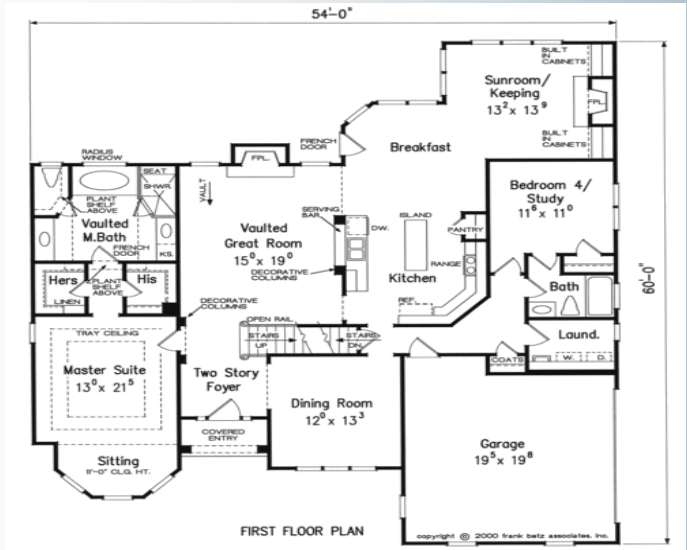 54'-0"
BUILT
IN
CABINETS
Sunroom/
Keeping
13² x 13⁹
FPL.
BUILT
IN
CABINETS
FRENCH
DOOR
Breakfast
RADIUS
WINDOW
FPL.
SEAT
SHWR.
VAULT
PLANT
SHELF
ABOVE
Vaulted
M.Bath
FRENCH
DOOR
KS.
Bedroom 4/
Study
11⁶ x 11⁰
SERVING
BAR
DW.
ISLAND
PANTRY
Vaulted
Great Room
15⁰ x 19⁰
DECORATIVE
COLUMNS
RANGE
Kitchen
REF.
Hers
His
LINEN
PLANT
SHELF
ABOVE
Bath
60'-0"
DECORATIVE
COLUMNS
OPEN RAIL
STAIRS
UP
STAIRS
DN.
TRAY CEILING
Laund.
COATS
W.
D.
Master Suite
13⁰ x 21⁵
Two Story
Foyer
Dining Room
12⁰ x 13³
COVERED
ENTRY
Garage
19⁵ x 19⁸
Sitting
11'-0" CLG. HT.
FIRST FLOOR PLAN
copyright © 2000 frank betz associates, inc.